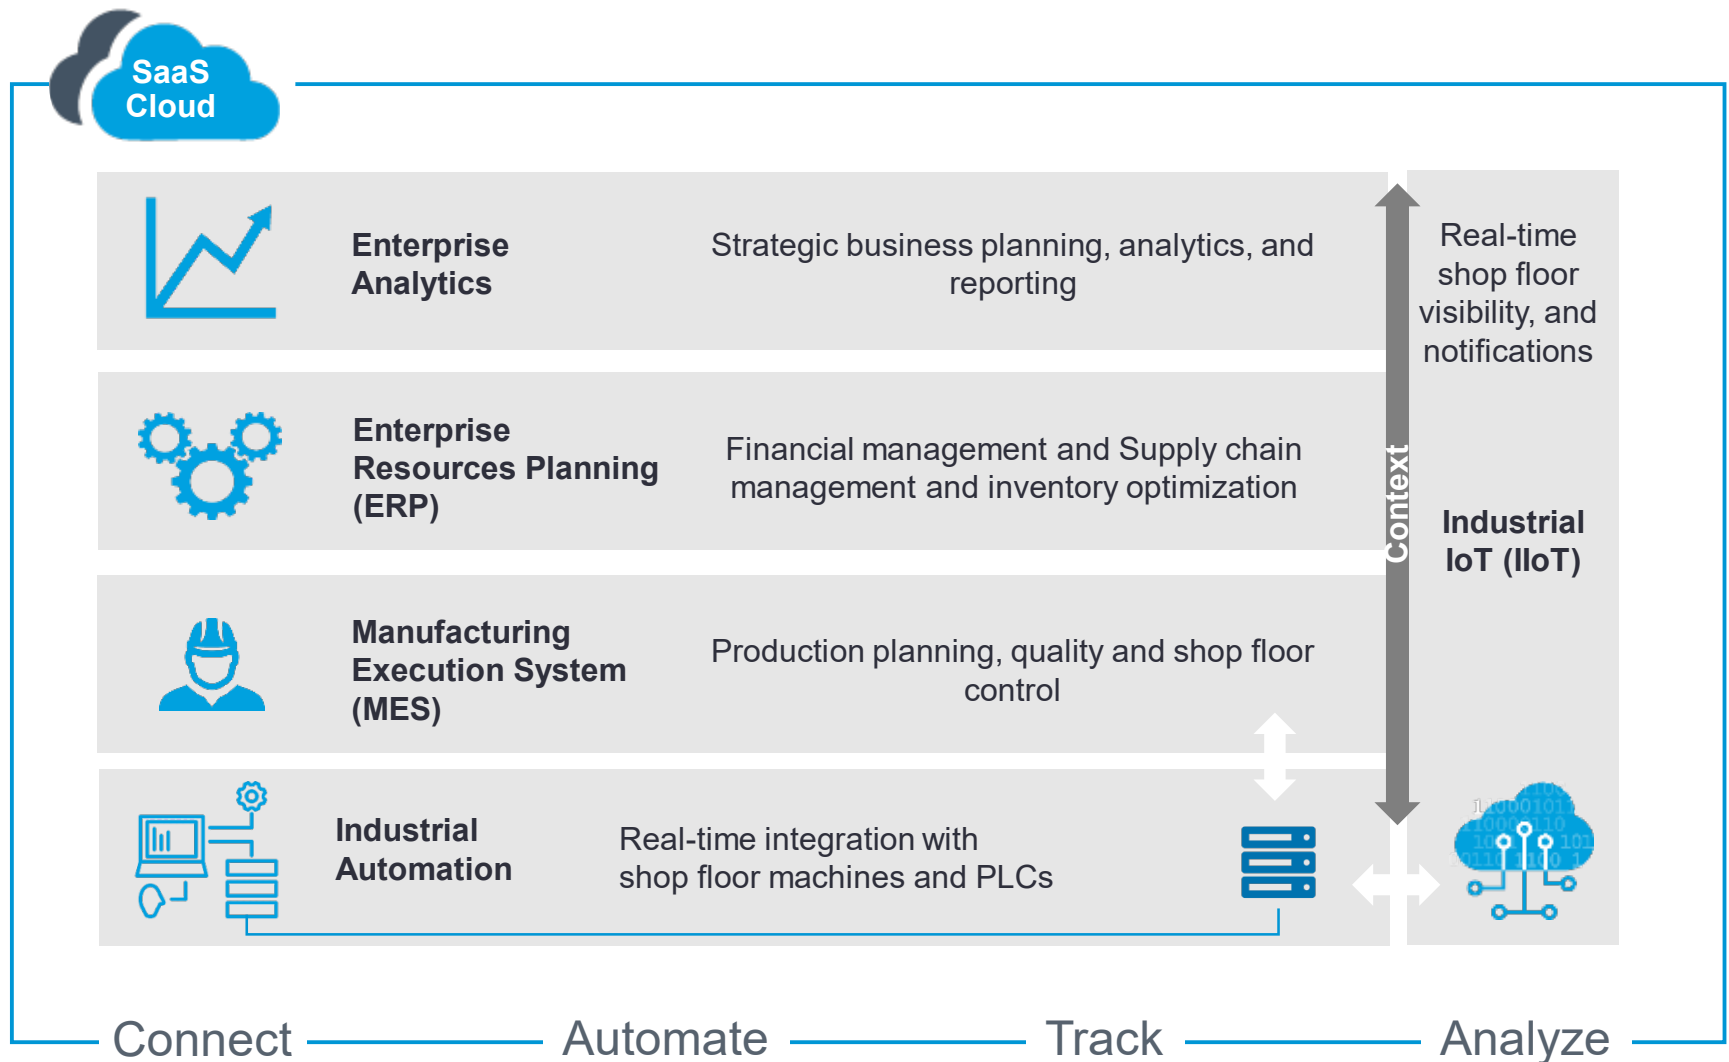 SaaS
Cloud
Enterprise
Analytics
Strategic business planning, analytics, and
reporting
Real-time
shop floor
visibility, and
notifications
Enterprise
Resources Planning
(ERP)
Financial management and Supply chain
management and inventory optimization
Context
Industrial
IoT (IIoT)
Manufacturing
Execution System
(MES)
Production planning, quality and shop floor
control
Industrial
Automation
Real-time integration with
shop floor machines and PLCs
Connect
Automate
Track
Analyze